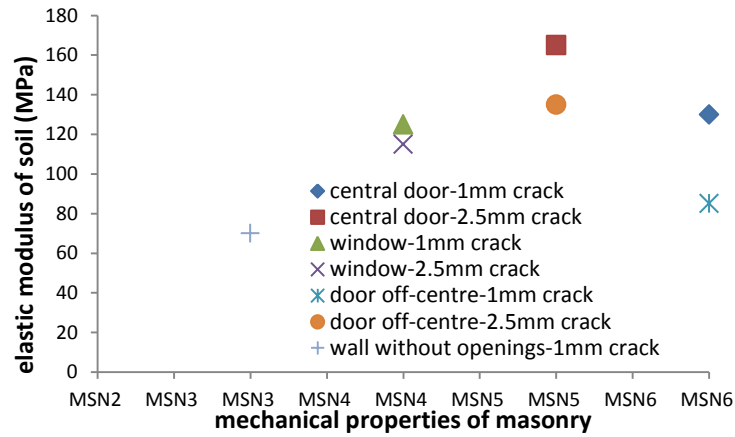 elastic modulus of soil (MPa)
180
160
140
120
100
80
60
40
20
0
central door-1mm crack
central door-2.5mm crack
window-1mm crack
window-2.5mm crack
door off-centre-1mm crack
door off-centre-2.5mm crack
wall without openings-1mm crack
MSN2 MSN3 MSN3 MSN4 MSN4 MSN5 MSN5 MSN6 MSN6
mechanical properties of masonry